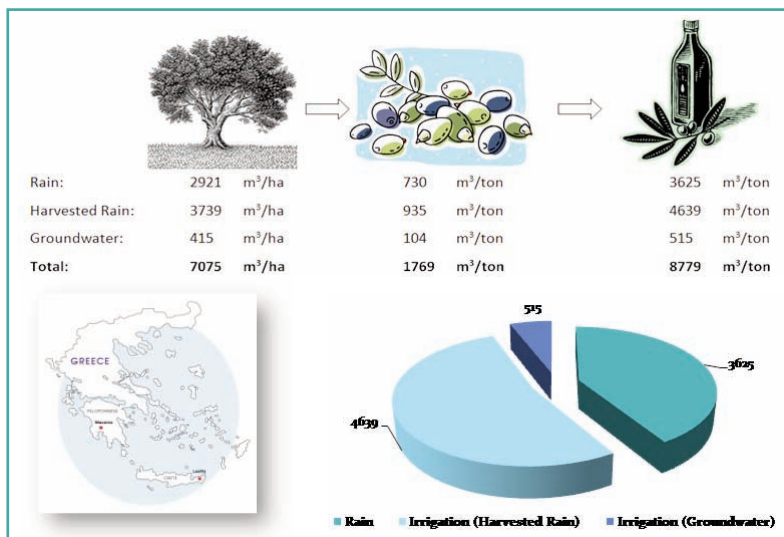 Rain: 2921 m³/ha 730 m³/ton 3625 m³/ton
Harvested Rain: 3739 m³/ha 935 m³/ton 4639 m³/ton
Groundwater: 415 m³/ha 104 m³/ton 515 m³/ton
Total: 7075 m³/ha 1769 m³/ton 8779 m³/ton
GREECE
PELOPONNESE
CRETE
515
3625
4639
Rain Irrigation (Harvested Rain) Irrigation (Groundwater)